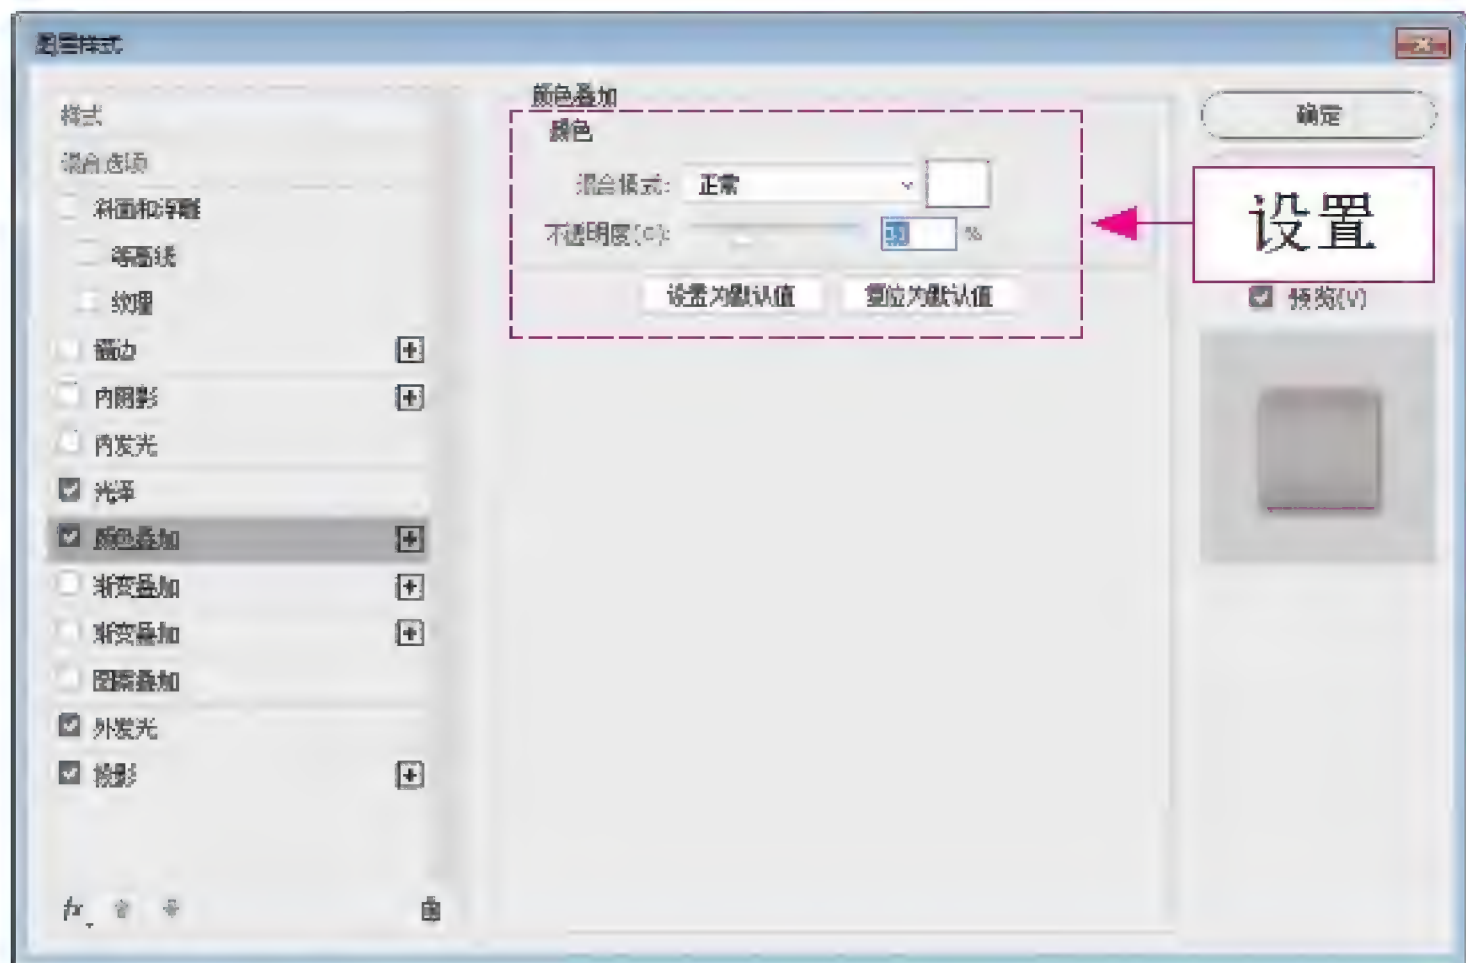 图层样式
样式
混合选项
斜面和浮雕
等高线
纹理
描边
内阴影
内发光
光泽
颜色叠加
渐变叠加
渐变叠加
图案叠加
外发光
投影
fx
颜色叠加
颜色
混合模式: 正常
不透明度(O): %
设置为默认值 复位为默认值
确定
设置
预览(V)